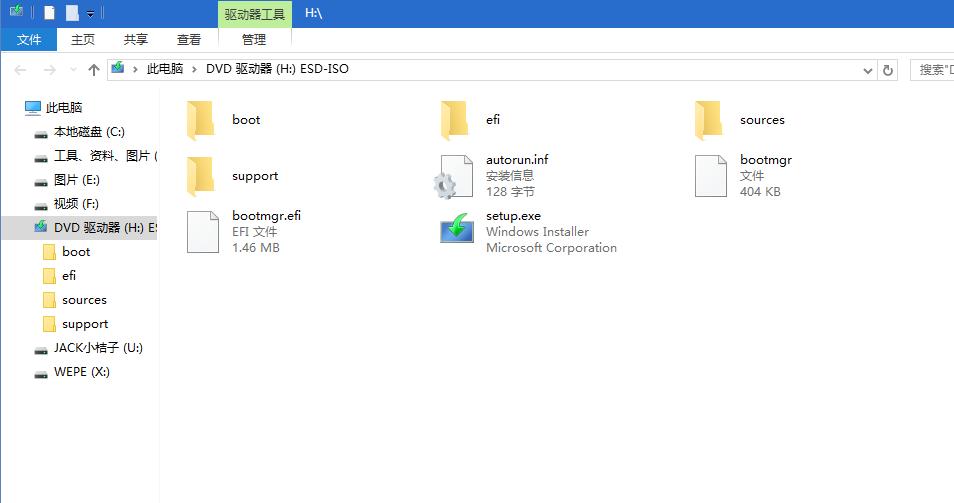 驱动器工具
H:\
文件
主页
共享
查看
管理
此电脑
DVD 驱动器 (H:) ESD-ISO
搜索"D
此电脑
本地磁盘 (C:)
工具、资料、图片 (
图片 (E:)
视频 (F:)
DVD 驱动器 (H:) ES
boot
efi
sources
support
JACK小桔子 (U:)
WEPE (X:)
boot
efi
sources
support
autorun.inf
安装信息
128 字节
bootmgr
文件
404 KB
bootmgr.efi
EFI 文件
1.46 MB
setup.exe
Windows Installer
Microsoft Corporation